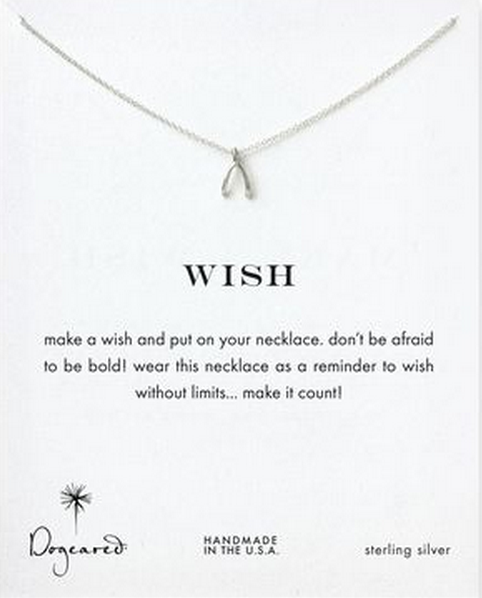 WISH
make a wish and put on your necklace. don't be afraid
to be bold! wear this necklace as a reminder to wish
without limits... make it count!
Dogeared
HANDMADE
IN THE U.S.A.
sterling silver